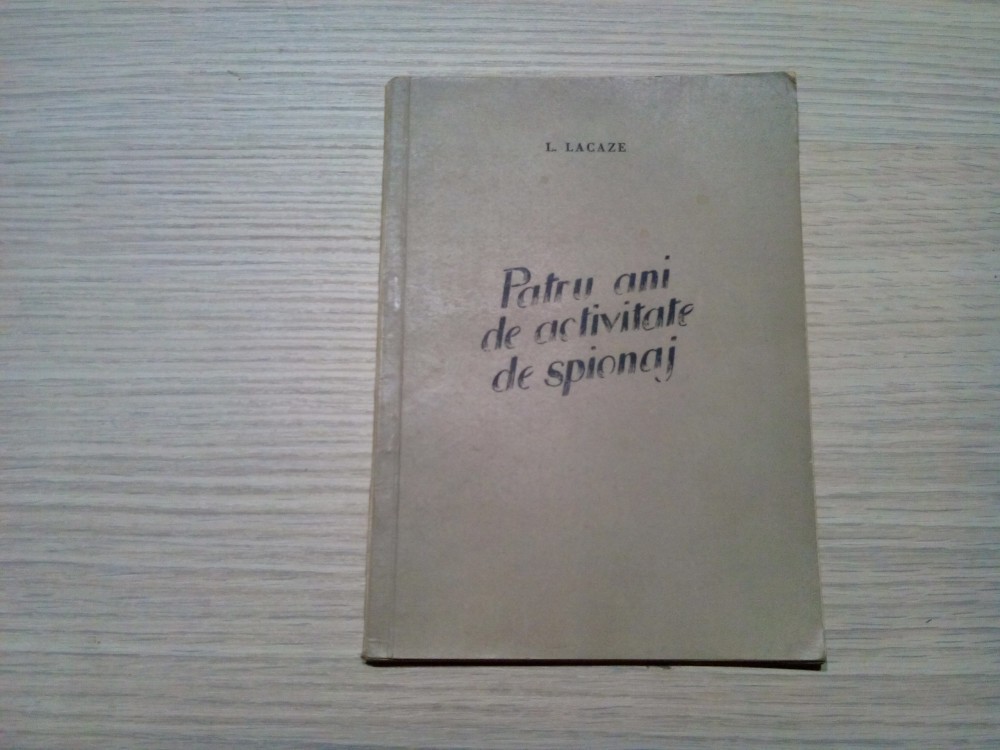 L. LACAZE
Patru ani
de activitate
de spionaj